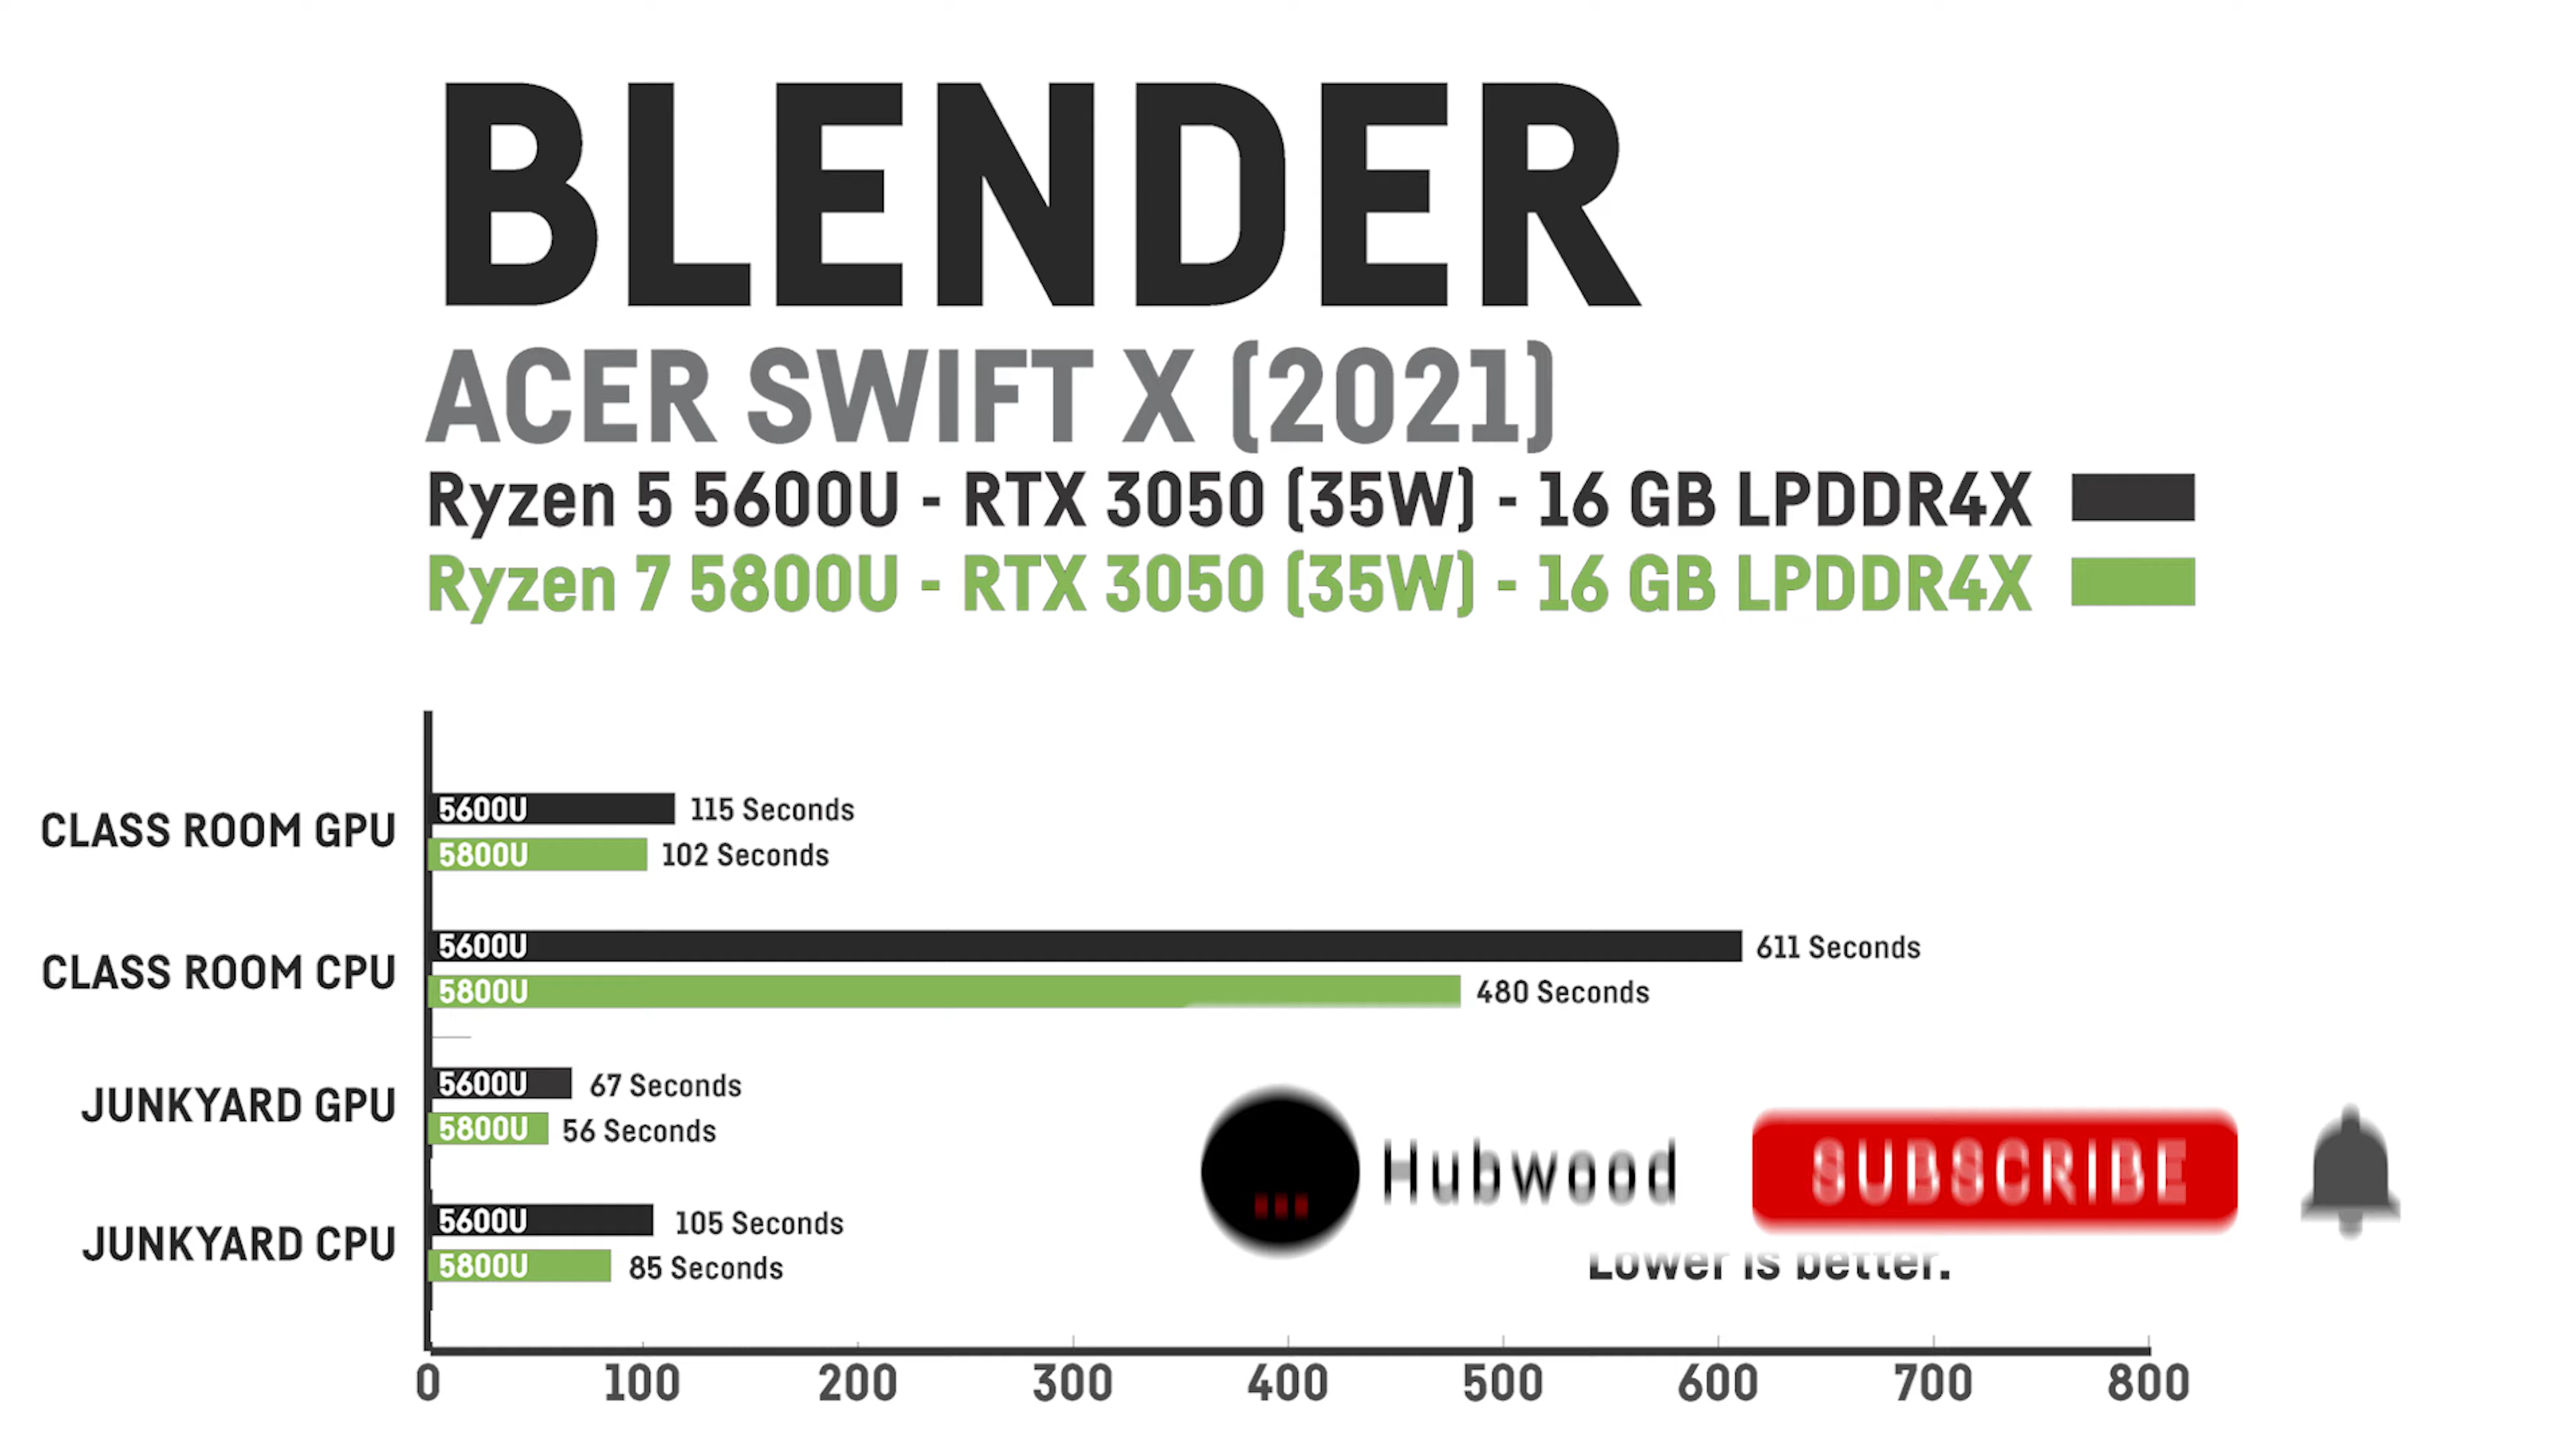 BLENDER
ACER SWIFT X (2021)
Ryzen 5 5600U - RTX 3050 (35W) - 16 GB LPDDR4X
Ryzen 7 5800U - RTX 3050 (35W) - 16 GB LPDDR4X
CLASS ROOM GPU
5600U 115 Seconds
5800U 102 Seconds
CLASS ROOM CPU
5600U 611 Seconds
5800U 480 Seconds
JUNKYARD GPU
5600U 67 Seconds
5800U 56 Seconds
JUNKYARD CPU
5600U 105 Seconds
5800U 85 Seconds
Hubwood
SUBSCRIBE
Lower is better.
0 100 200 300 400 500 600 700 800